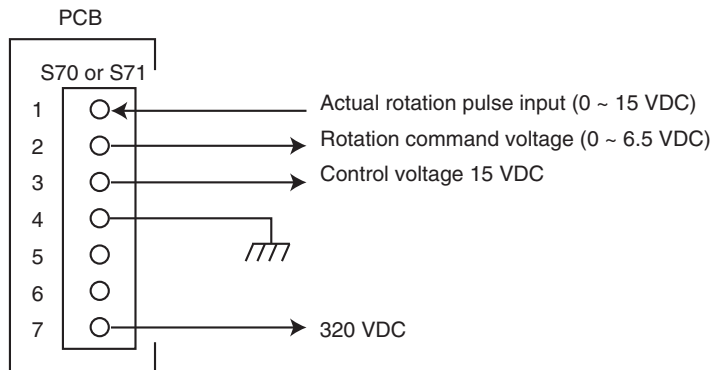 PCB
S70 or S71
1 Actual rotation pulse input (0 ~ 15 VDC)
2 Rotation command voltage (0 ~ 6.5 VDC)
3 Control voltage 15 VDC
4
5
6
7 320 VDC